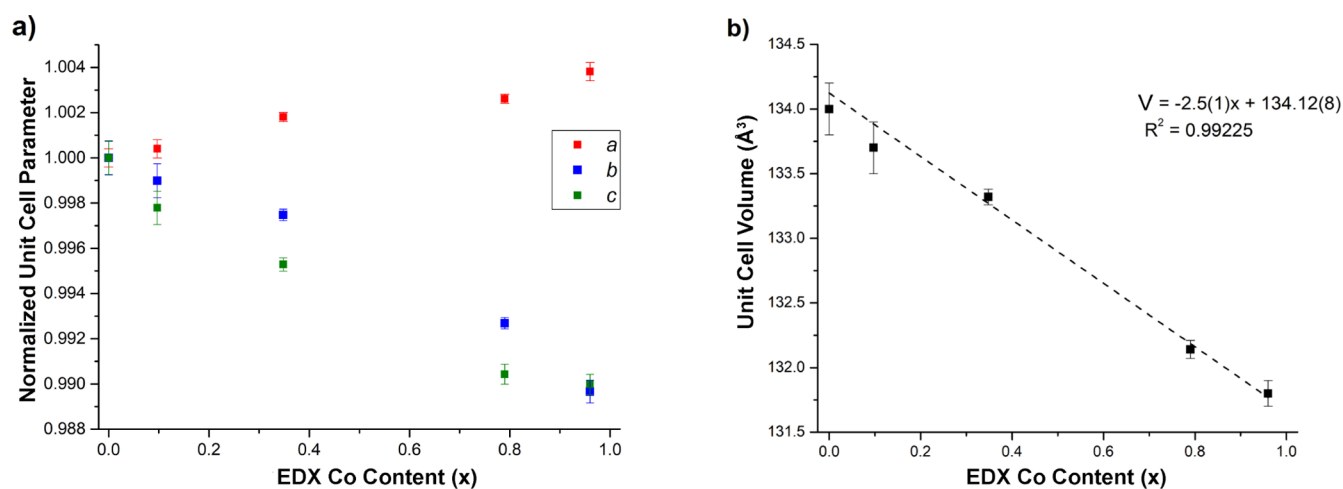 a)
Normalized Unit Cell Parameter
1.004
1.002
1.000
0.998
0.996
0.994
0.992
0.990
0.988
a
b
c
0.0
0.2
0.4
0.6
0.8
1.0
EDX Co Content (x)
b)
Unit Cell Volume (Å³)
134.5
134.0
133.5
133.0
132.5
132.0
131.5
V = -2.5(1)x + 134.12(8)
R² = 0.99225
0.0
0.2
0.4
0.6
0.8
1.0
EDX Co Content (x)